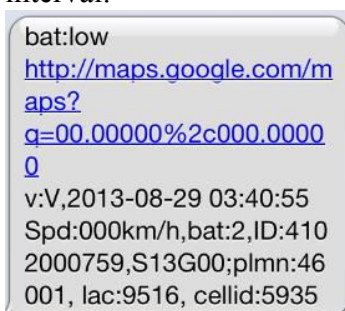 bat:low
http://maps.google.com/m
aps?
q=00.00000%2c000.0000
0
v:V,2013-08-29 03:40:55
Spd:000km/h,bat:2,ID:410
2000759,S13G00;plmn:46
001, lac:9516, cellid:5935